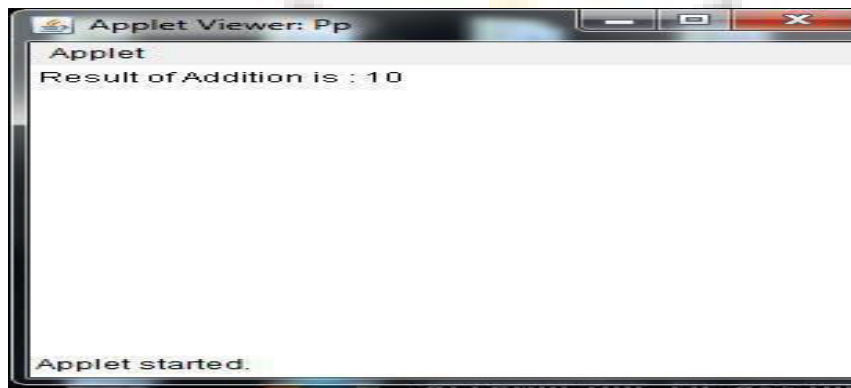 Applet Viewer: Pp
Applet
Result of Addition is : 10
Applet started.